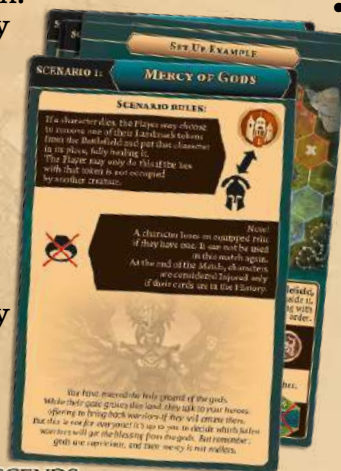 SET UP EXAMPLE
SCENARIO 1: MERCY OF GODS
SCENARIO RULES:
If a character dies, the Player may choose
to remove one of their Landmark tokens
from the Battlefield and put that character
in its place, fully healing it.
The Player may only do this if the hex
with that token is not occupied
by another creature.
Note!
A character loses an equipped relic
if they have one. It can not be used
in this match again.
At the end of the Match, characters
are considered Injured only
if their cards are in the
You have entered the holy ground of the gods.
While their gaze graces this land, they talk to your heroes,
offering to bring back warriors if they will
But this is not for everyone! it's up to you to decide which fallen
warriors will get the blessing from the gods. But remember:
gods are capricious, and their mercy is not endless.
y
y
order.